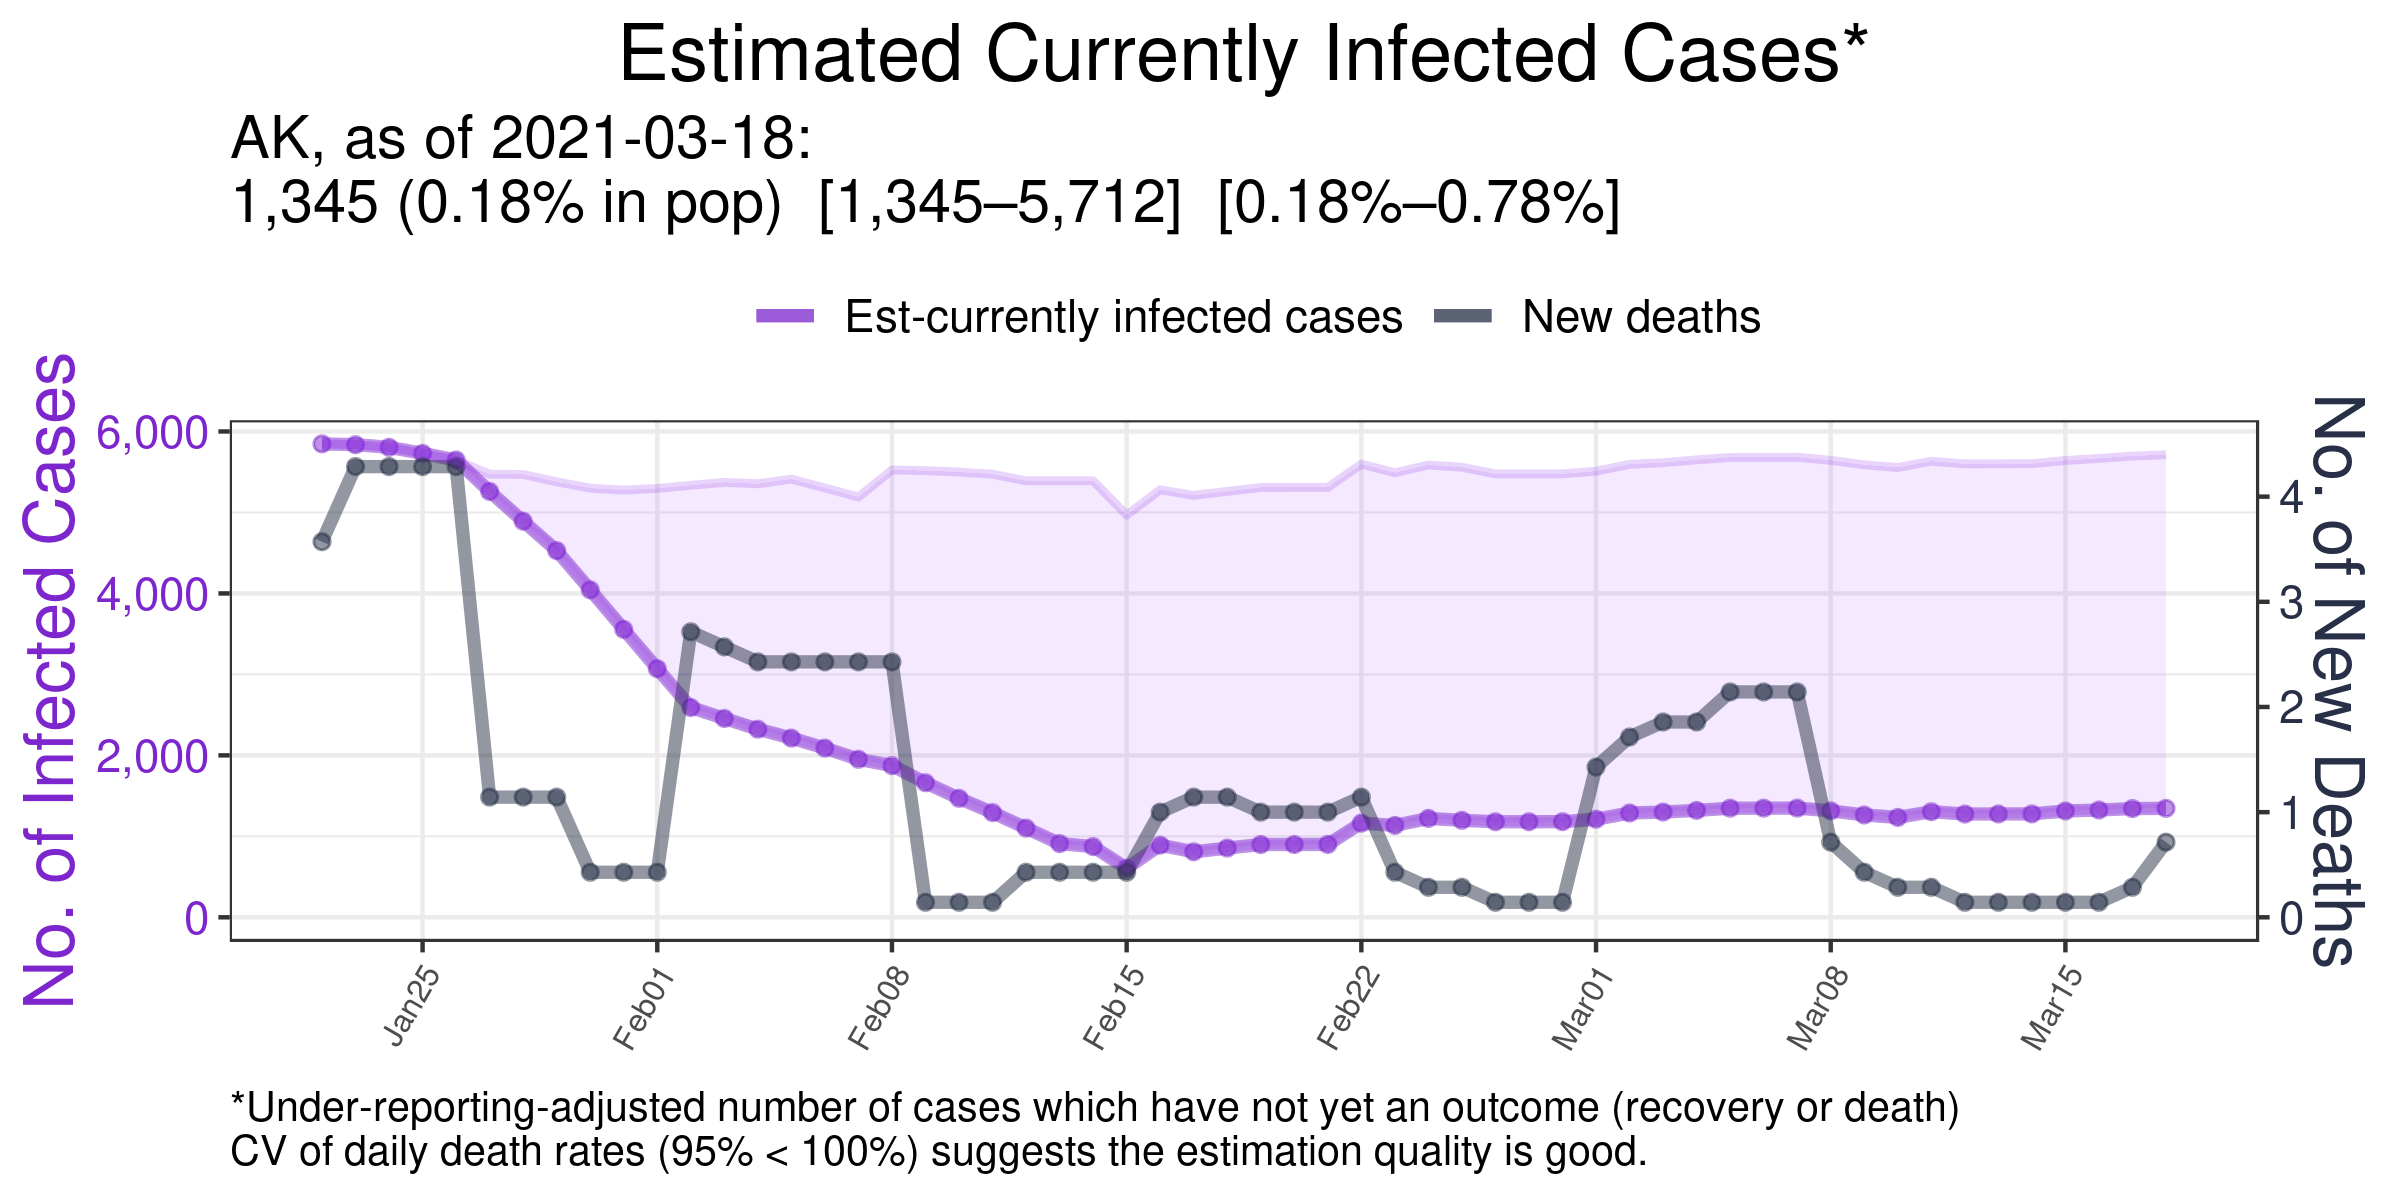 Estimated Currently Infected Cases*
AK, as of 2021-03-18:
1,345 (0.18% in pop)  [1,345–5,712]  [0.18%–0.78%]
Est-currently infected cases
New deaths
No. of Infected Cases
6,000
4,000
2,000
0
4
3
2
1
0
No. of New Deaths
Jan25
Feb01
Feb08
Feb15
Feb22
Mar01
Mar08
Mar15
*Under-reporting-adjusted number of cases which have not yet an outcome (recovery or death)
CV of daily death rates (95% < 100%) suggests the estimation quality is good.